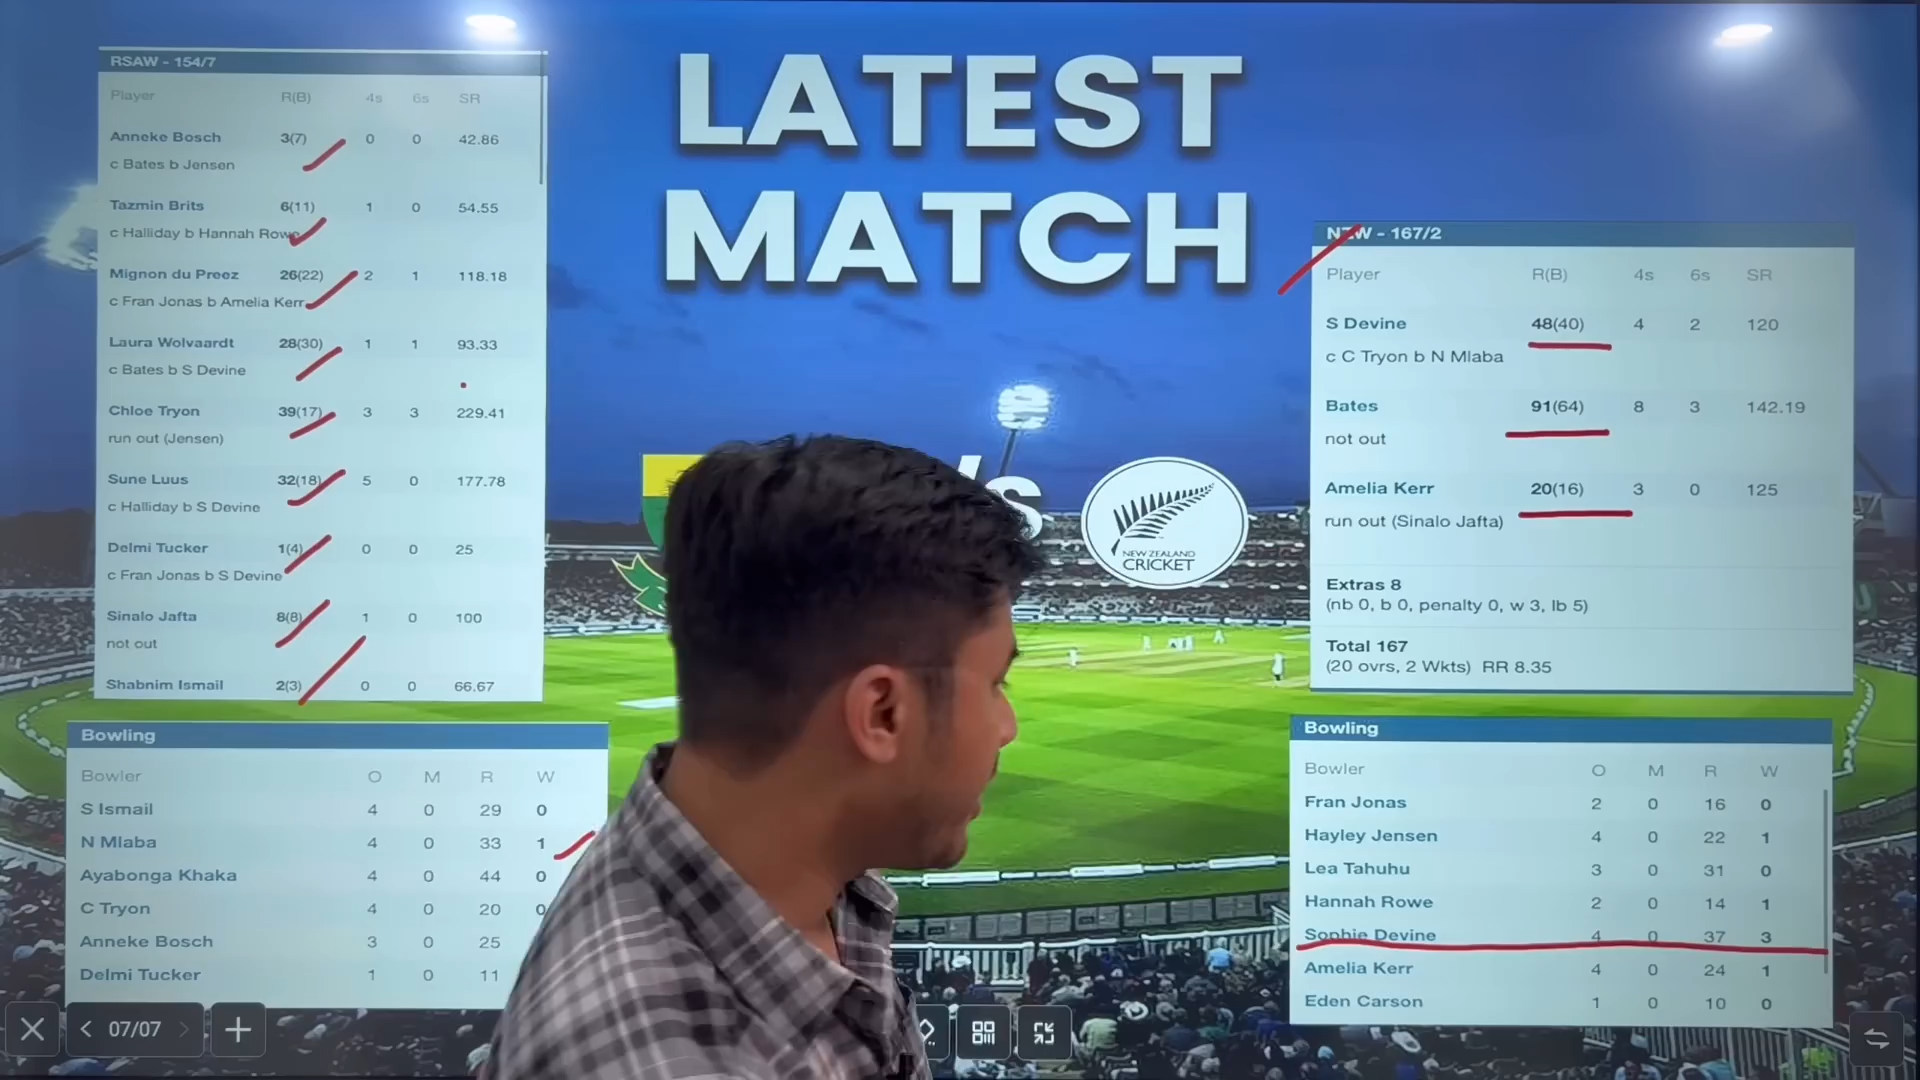 LATEST
MATCH
RSAW - 154/7
Player R(B) 4s 6s SR
Anneke Bosch 3(7) 0 0 42.86
c Bates b Jensen
Tazmin Brits 6(11) 1 0 54.55
c Halliday b Hannah Rowe
Mignon du Preez 26(22) 2 1 118.18
c Fran Jonas b Amelia Kerr
Laura Wolvaardt 28(30) 1 1 93.33
c Bates b S Devine
Chloe Tryon 39(17) 3 3 229.41
run out (Jensen)
Sune Luus 32(18) 5 0 177.78
c Halliday b S Devine
Delmi Tucker 1(4) 0 0 25
c Fran Jonas b S Devine
Sinalo Jafta 8(8) 1 0 100
not out
Shabnim Ismail 2(3) 0 0 66.67
Bowling
Bowler O M R W
S Ismail 4 0 29 0
N Mlaba 4 0 33 1
Ayabonga Khaka 4 0 44 0
C Tryon 4 0 20 0
Anneke Bosch 3 0 25
Delmi Tucker 1 0 11
NEW ZEALAND
CRICKET
NZW - 167/2
Player R(B) 4s 6s SR
S Devine 48(40) 4 2 120
c C Tryon b N Mlaba
Bates 91(64) 8 3 142.19
not out
Amelia Kerr 20(16) 3 0 125
run out (Sinalo Jafta)
Extras 8
(nb 0, b 0, penalty 0, w 3, lb 5)
Total 167
(20 ovrs, 2 Wkts) RR 8.35
Bowling
Bowler O M R W
Fran Jonas 2 0 16 0
Hayley Jensen 4 0 22 1
Lea Tahuhu 3 0 31 0
Hannah Rowe 2 0 14 1
Sophie Devine 4 0 37 3
Amelia Kerr 4 0 24 1
Eden Carson 1 0 10 0
07/07